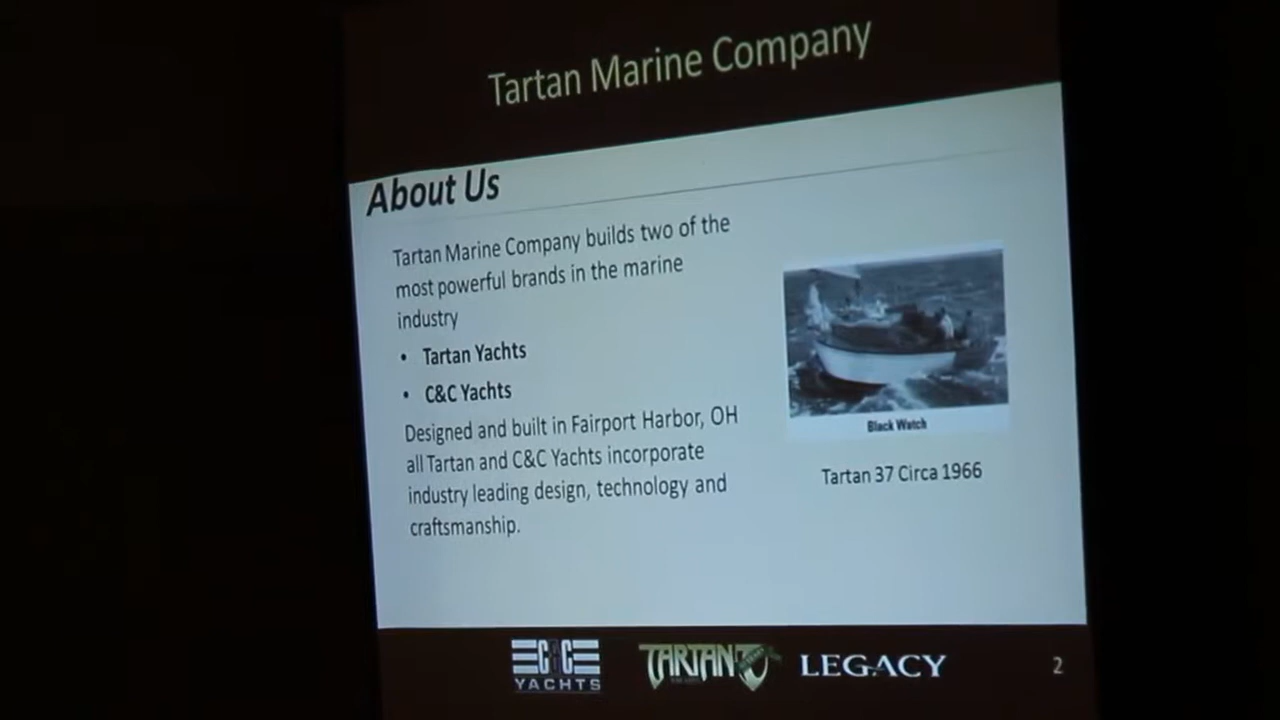 Tartan Marine Company
About Us
Tartan Marine Company builds two of the
most powerful brands in the marine
industry
• Tartan Yachts
• C&C Yachts
Designed and built in Fairport Harbor, OH
all Tartan and C&C Yachts incorporate
industry leading design, technology and
craftsmanship.
Black Watch
Tartan 37 Circa 1966
C&C
YACHTS
TARTAN
LEGACY
2